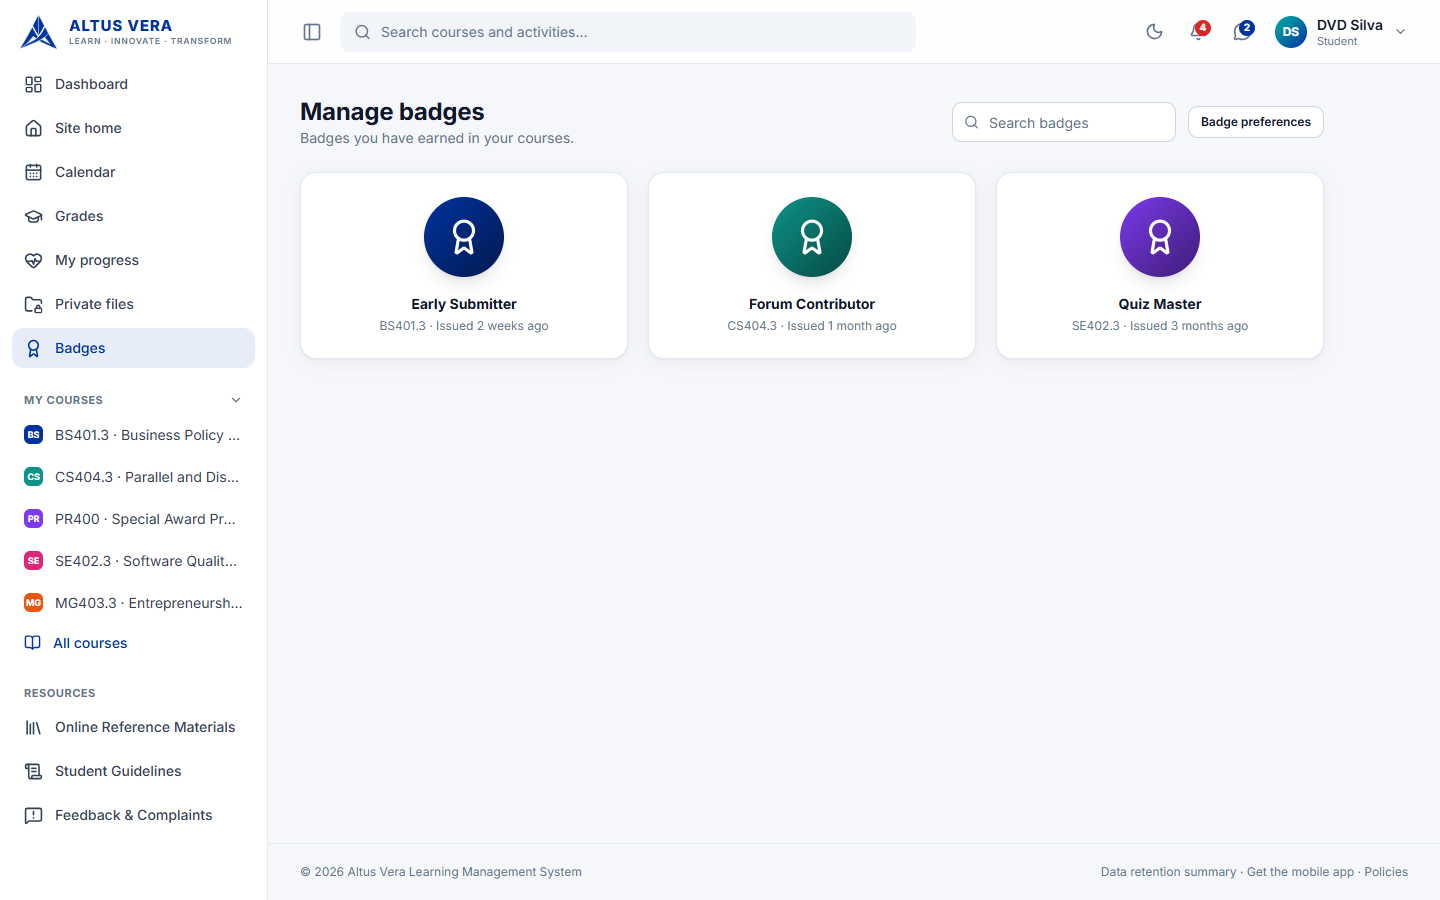 ALTUS VERA
LEARN · INNOVATE · TRANSFORM
Dashboard
Site home
Calendar
Grades
My progress
Private files
Badges
MY COURSES
BS BS401.3 · Business Policy ...
CS CS404.3 · Parallel and Dis...
PR PR400 · Special Award Pr...
SE SE402.3 · Software Qualit...
MG MG403.3 · Entrepreneursh...
All courses
RESOURCES
Online Reference Materials
Student Guidelines
Feedback & Complaints
Search courses and activities...
4
2
DS
DVD Silva
Student
Manage badges
Badges you have earned in your courses.
Search badges
Badge preferences
Early Submitter
BS401.3 · Issued 2 weeks ago
Forum Contributor
CS404.3 · Issued 1 month ago
Quiz Master
SE402.3 · Issued 3 months ago
© 2026 Altus Vera Learning Management System
Data retention summary · Get the mobile app · Policies